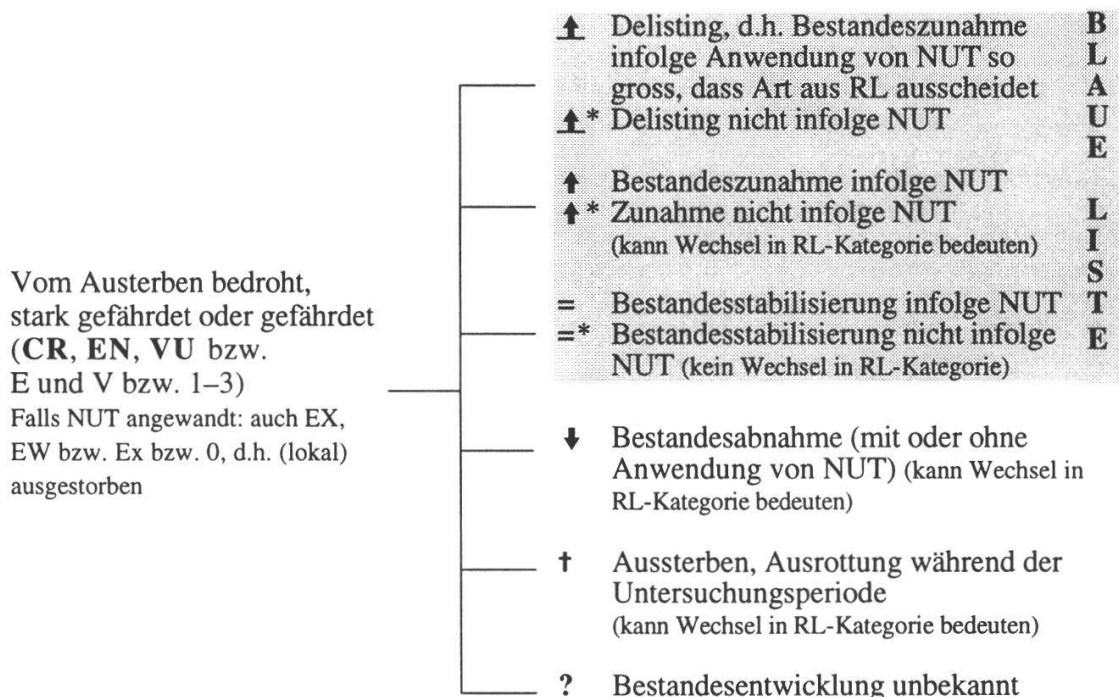 Vom Austerben bedroht,
stark gefährdet oder gefährdet
(CR, EN, VU bzw.
E und V bzw. 1–3)
Falls NUT angewandt: auch EX,
EW bzw. Ex bzw. 0, d.h. (lokal)
ausgestorben
↑ Delisting, d.h. Bestandeszunahme
infolge Anwendung von NUT so
gross, dass Art aus RL ausscheidet
↑* Delisting nicht infolge NUT
↑ Bestandeszunahme infolge NUT
↑* Zunahme nicht infolge NUT
(kann Wechsel in RL-Kategorie bedeuten)
= Bestandesstabilisierung infolge NUT
=* Bestandesstabilisierung nicht infolge
NUT (kein Wechsel in RL-Kategorie)
BLAUE LISTE
↓ Bestandesabnahme (mit oder ohne
Anwendung von NUT) (kann Wechsel in
RL-Kategorie bedeuten)
† Aussterben, Ausrottung während der
Untersuchungsperiode
(kann Wechsel in RL-Kategorie bedeuten)
? Bestandesentwicklung unbekannt